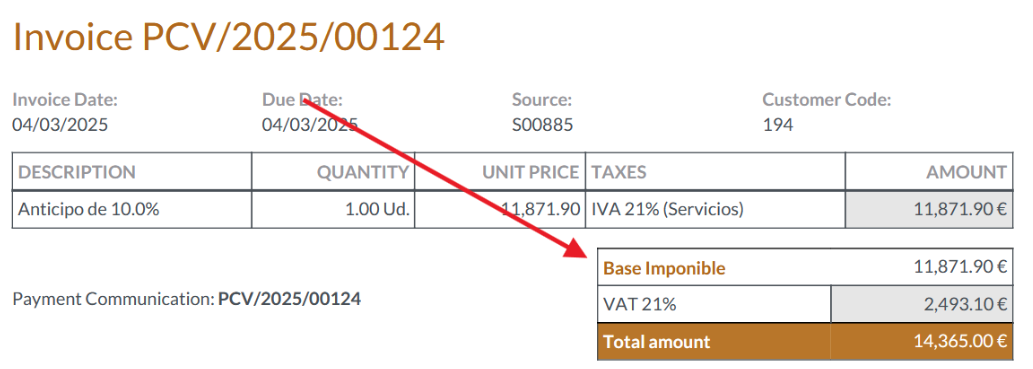 Invoice PCV/2025/00124
Invoice Date: Due Date: Source: Customer Code:
04/03/2025 04/03/2025 S00885 194
DESCRIPTION QUANTITY UNIT PRICE TAXES AMOUNT
Anticipo de 10.0% 1.00 Ud. 11,871.90 IVA 21% (Servicios) 11,871.90 €
Base Imponible 11,871.90 €
Payment Communication: PCV/2025/00124
VAT 21% 2,493.10 €
Total amount 14,365.00 €